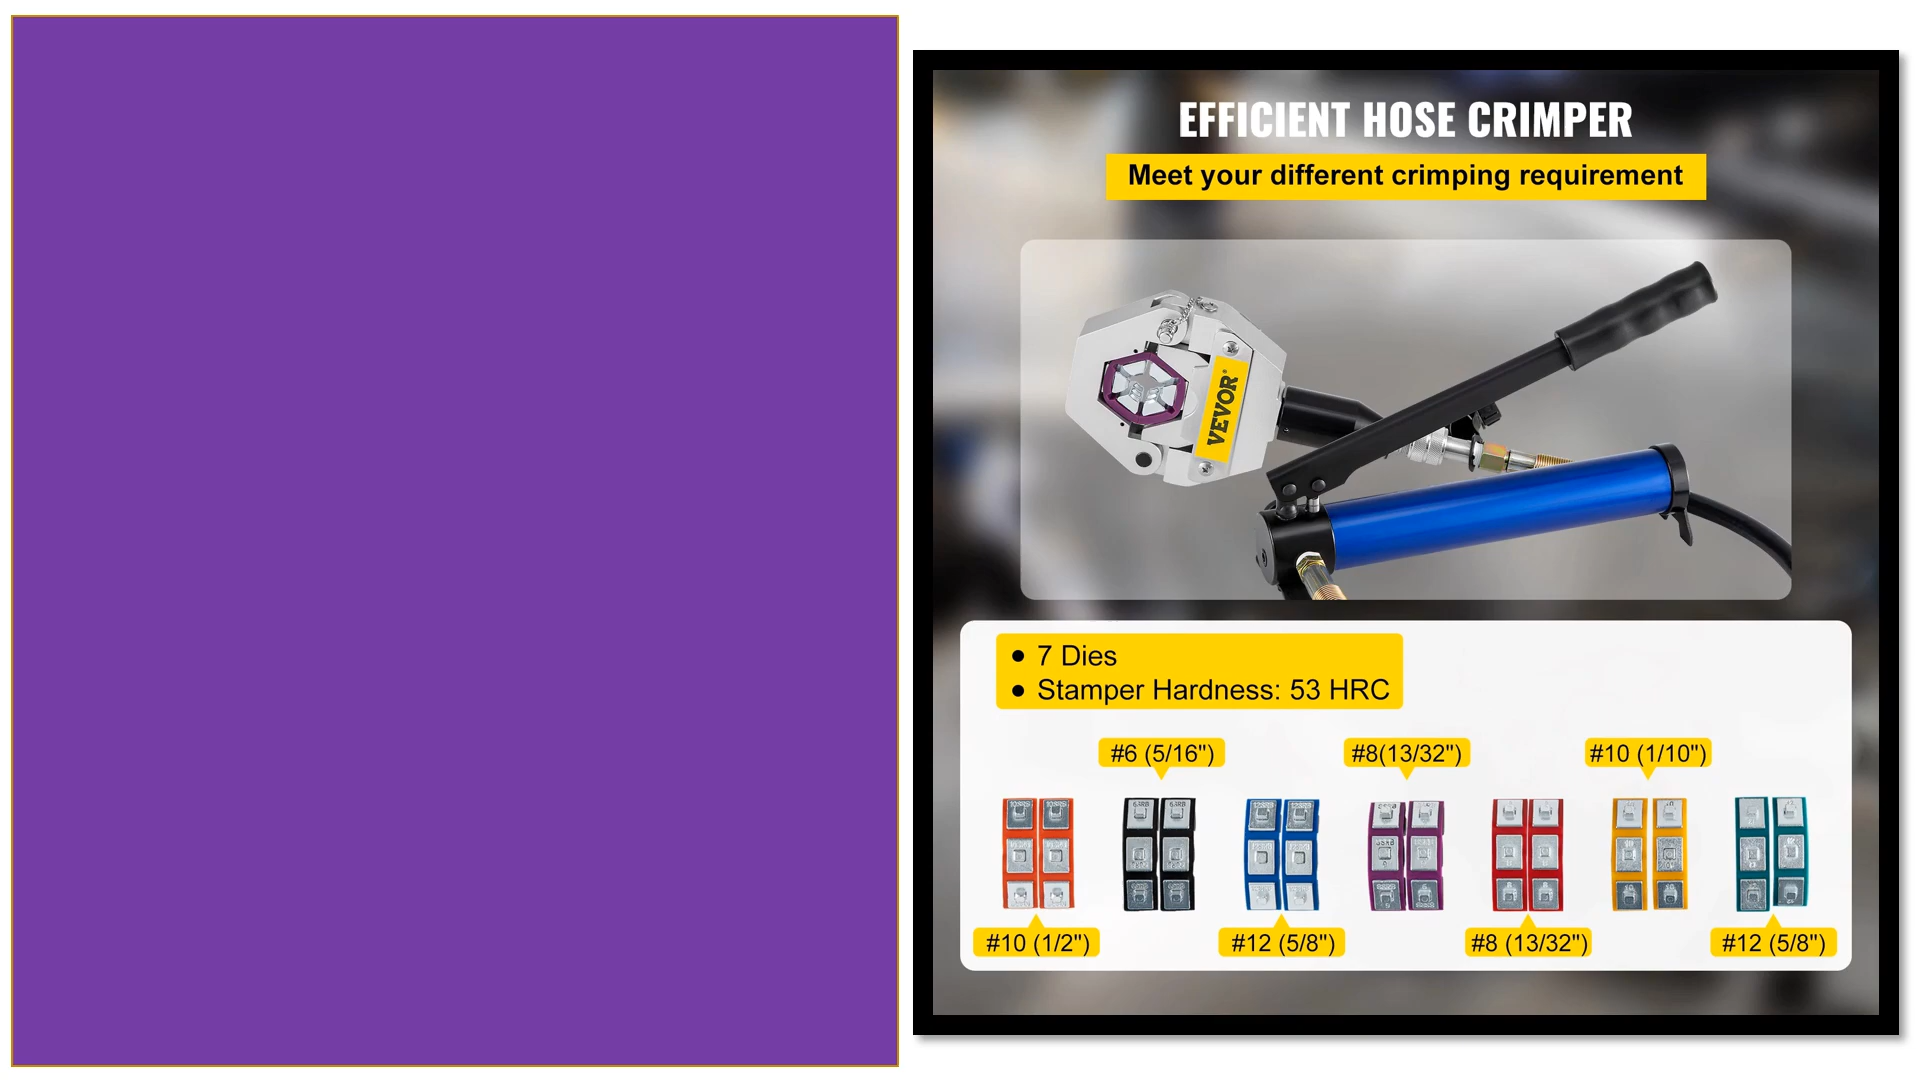 EFFICIENT HOSE CRIMPER
Meet your different crimping requirement
VEVOR®
● 7 Dies
● Stamper Hardness: 53 HRC
#6 (5/16")
#8(13/32")
#10 (1/10")
#10 (1/2")
#12 (5/8")
#8 (13/32")
#12 (5/8")